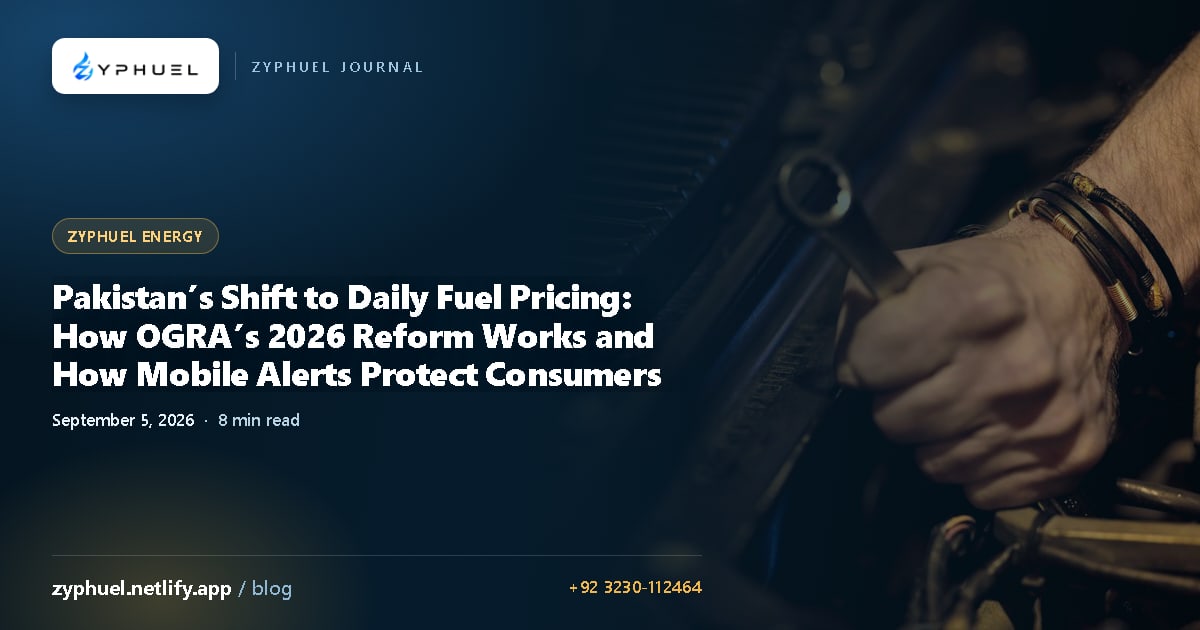 ZYPHUEL
ZYPHUEL JOURNAL
ZYPHUEL ENERGY
Pakistan´s Shift to Daily Fuel Pricing:
How OGRA´s 2026 Reform Works and
How Mobile Alerts Protect Consumers
September 5, 2026 · 8 min read
zyphuel.netlify.app / blog
+92 3230-112464